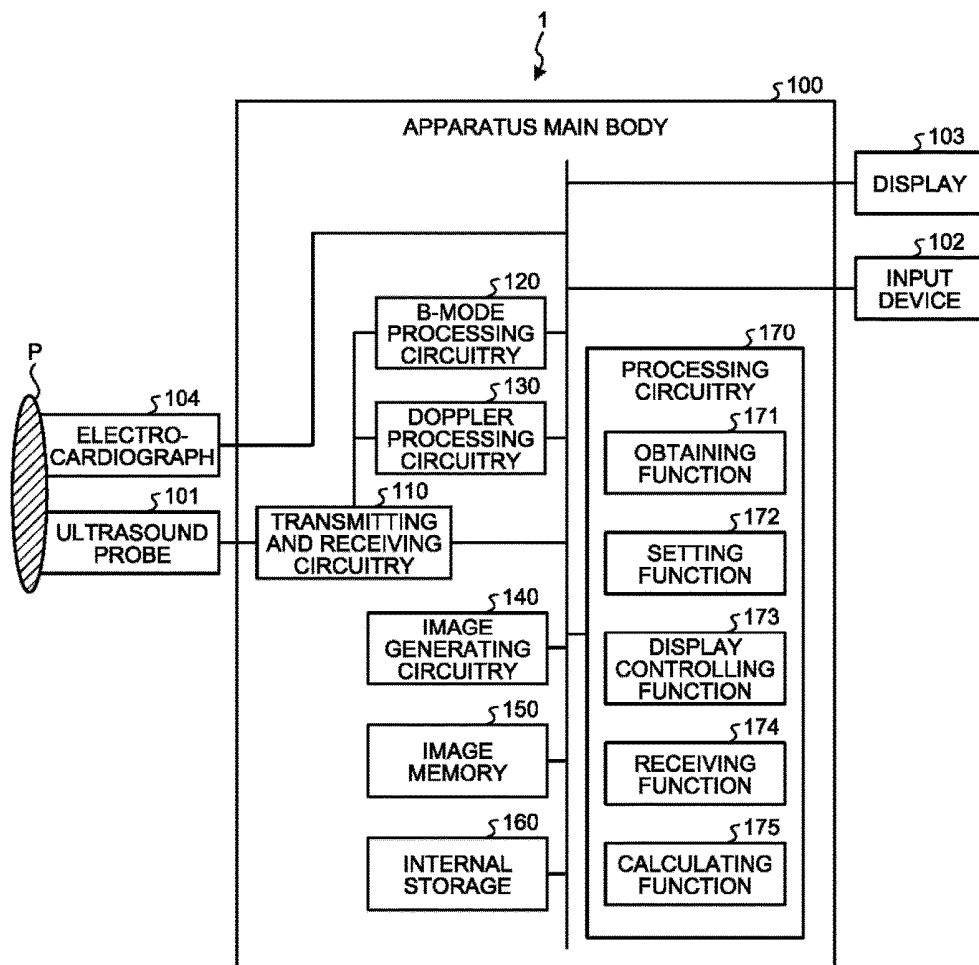 1
100
APPARATUS MAIN BODY
103
DISPLAY
102
INPUT
DEVICE
120
B-MODE
PROCESSING
CIRCUITRY
170
PROCESSING
CIRCUITRY
P
104
ELECTRO-
CARDIOGRAPH
130
DOPPLER
PROCESSING
CIRCUITRY
171
OBTAINING
FUNCTION
101
ULTRASOUND
PROBE
110
TRANSMITTING
AND RECEIVING
CIRCUITRY
172
SETTING
FUNCTION
140
IMAGE
GENERATING
CIRCUITRY
173
DISPLAY
CONTROLLING
FUNCTION
150
IMAGE
MEMORY
174
RECEIVING
FUNCTION
160
INTERNAL
STORAGE
175
CALCULATING
FUNCTION